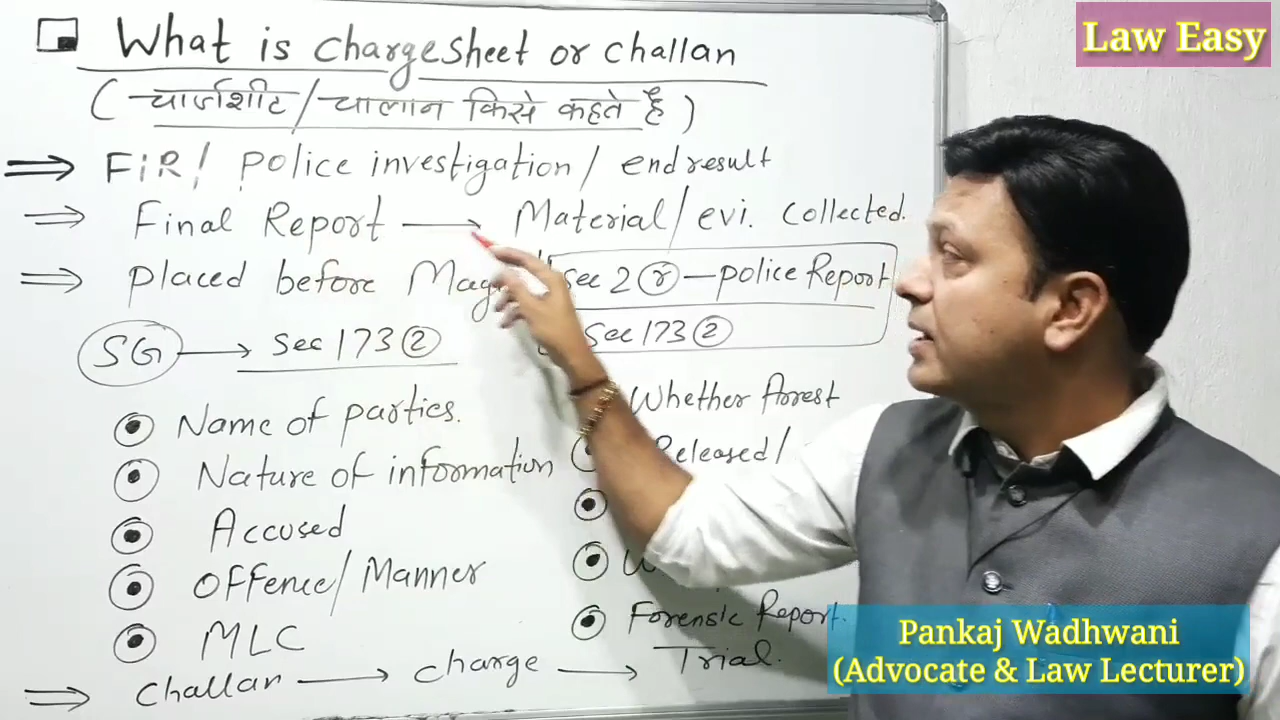 Law Easy
What is chargesheet or challan
( चार्जशीट / चालान किसे कहते हैं )
⇒ FIR / Police investigation / end result
⇒ Final Report → Material / evi. collected.
⇒ placed before
Sec 2 (r) — police Report
SG → Sec 173 (2)
Sec 173 (2)
Name of parties.
Whether Arrest
Nature of information
Released /
Accused
Offence / Manner
MLC
Forensic Report.
⇒ challan → charge → Trial.
Pankaj Wadhwani
(Advocate & Law Lecturer)